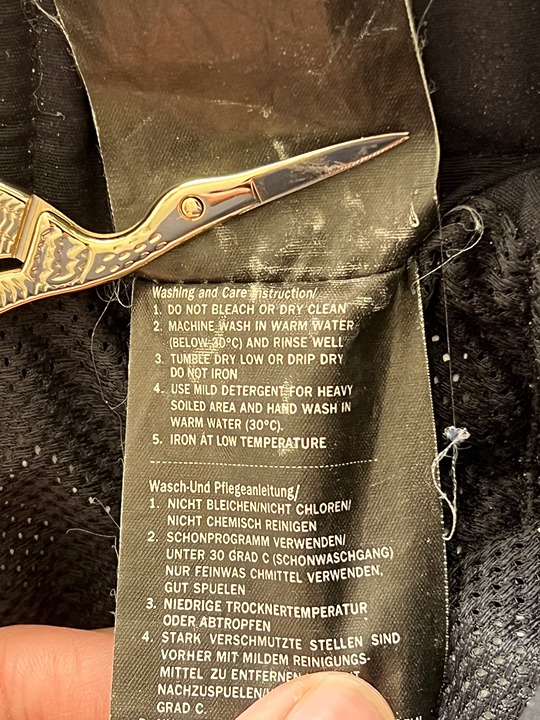 Washing and Care Instruction/
1. DO NOT BLEACH OR DRY CLEAN
2. MACHINE WASH IN WARM WATER
(BELOW 30°C) AND RINSE WELL
3. TUMBLE DRY LOW OR DRIP DRY
DO NOT IRON
4. USE MILD DETERGENT FOR HEAVY
SOILED AREA AND HAND WASH IN
WARM WATER (30°C).
5. IRON AT LOW TEMPERATURE
Wasch-Und Pflegeanleitung/
1. NICHT BLEICHEN/NICHT CHLOREN/
NICHT CHEMISCH REINIGEN
2. SCHONPROGRAMM VERWENDEN/
UNTER 30 GRAD C (SCHONWASCHGANG)
NUR FEINWAS CHMITTEL VERWENDEN,
GUT SPUELEN
3. NIEDRIGE TROCKNERTEMPERATUR
ODER ABTROPFEN
4. STARK VERSCHMUTZTE STELLEN SIND
VORHER MIT MILDEM REINIGUNGS-
MITTEL ZU ENTFERNEN
NACHZUSPUELEN/
GRAD C.